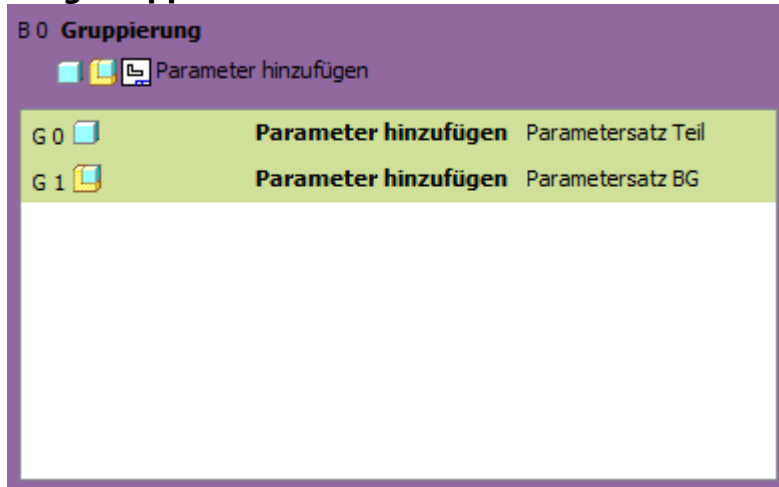 B 0 Gruppierung
Parameter hinzufügen
G 0 Parameter hinzufügen Parametersatz Teil
G 1 Parameter hinzufügen Parametersatz BG